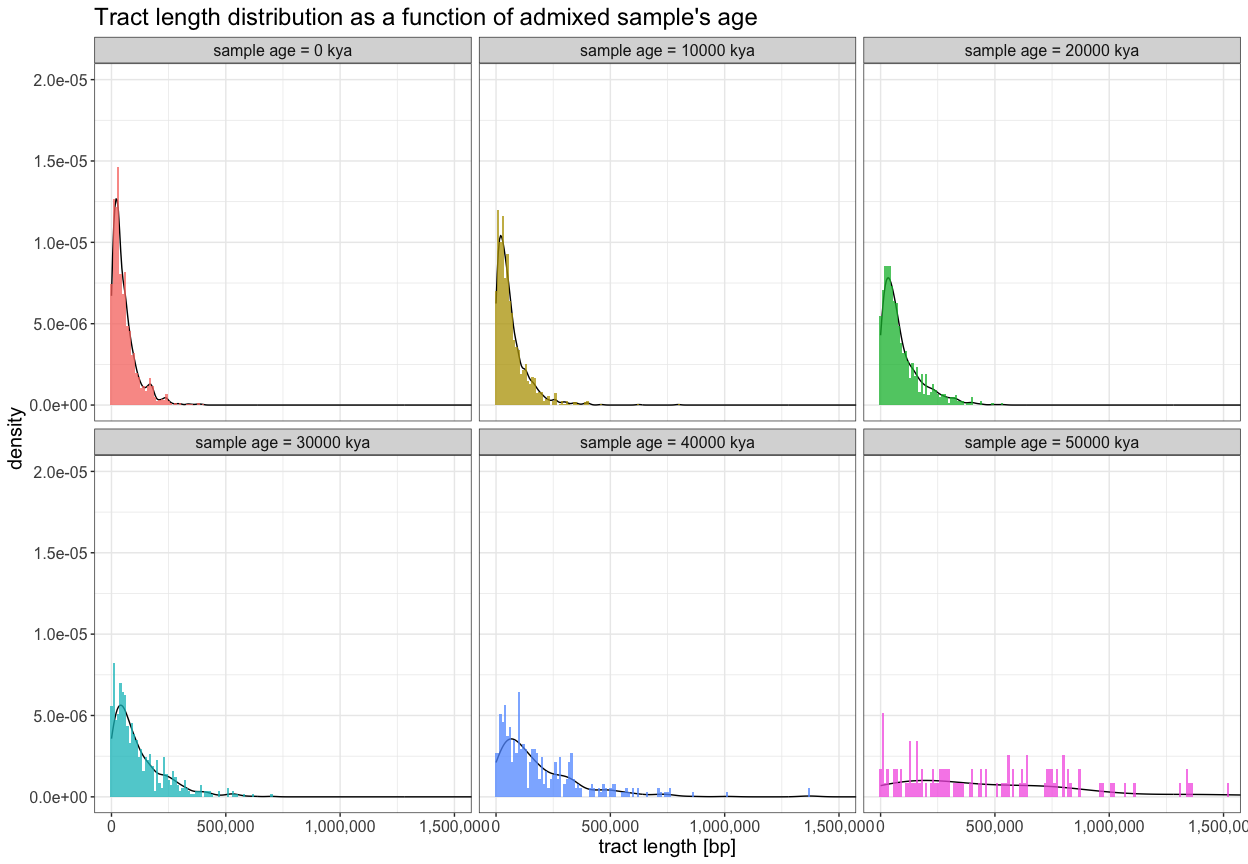 Tract length distribution as a function of admixed sample's age
sample age = 0 kya
sample age = 10000 kya
sample age = 20000 kya
2.0e-05
1.5e-05
1.0e-05
5.0e-06
0.0e+00
density
sample age = 30000 kya
sample age = 40000 kya
sample age = 50000 kya
2.0e-05
1.5e-05
1.0e-05
5.0e-06
0.0e+00
0 500,000 1,000,000 1,500,000 0 500,000 1,000,000 1,500,000 0 500,000 1,000,000 1,500,0
tract length [bp]